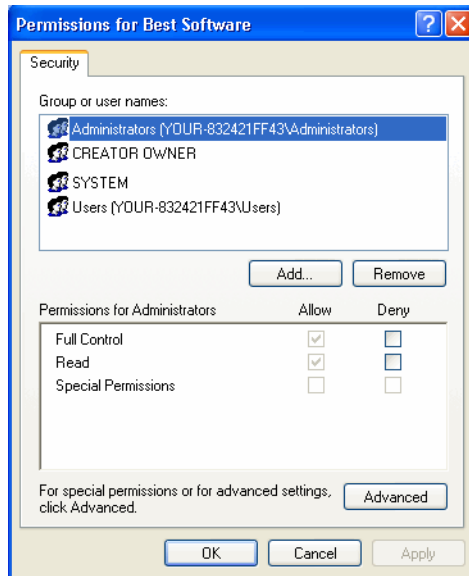 Permissions for Best Software
Security
Group or user names:
Administrators (YOUR-832421FF43\Administrators)
CREATOR OWNER
SYSTEM
Users (YOUR-832421FF43\Users)
Add... Remove
Permissions for Administrators Allow Deny
Full Control
Read
Special Permissions
For special permissions or for advanced settings,
click Advanced.
Advanced
OK Cancel Apply